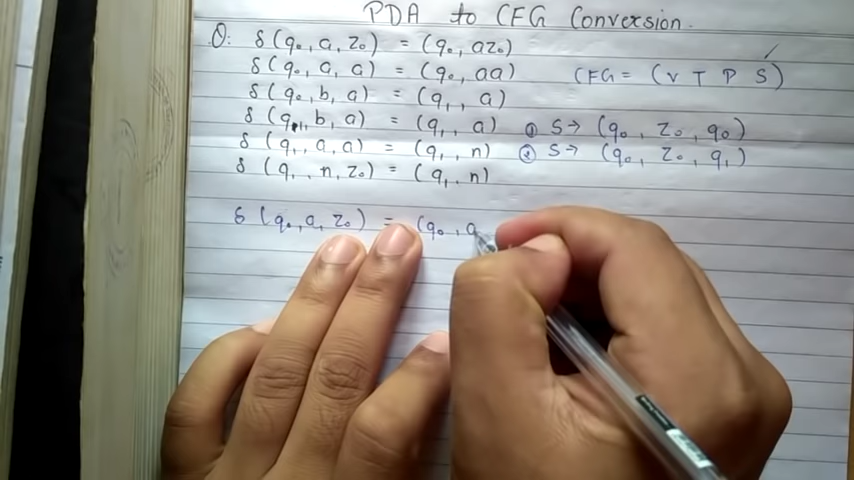 PDA to CFG Conversion.
Q: δ(q₀, a, z₀) = (q₀, az₀)
δ(q₀, a, a) = (q₀, aa) CFG = (V T P S)
δ(q₀, b, a) = (q₁, a)
δ(q₁, b, a) = (q₁, a) ① S → (q₀, z₀, q₀)
δ(q₁, a, a) = (q₁, n) ② S → (q₀, z₀, q₁)
δ(q₁, n, z₀) = (q₁, n)
δ(q₀, a, z₀) = (q₀, a